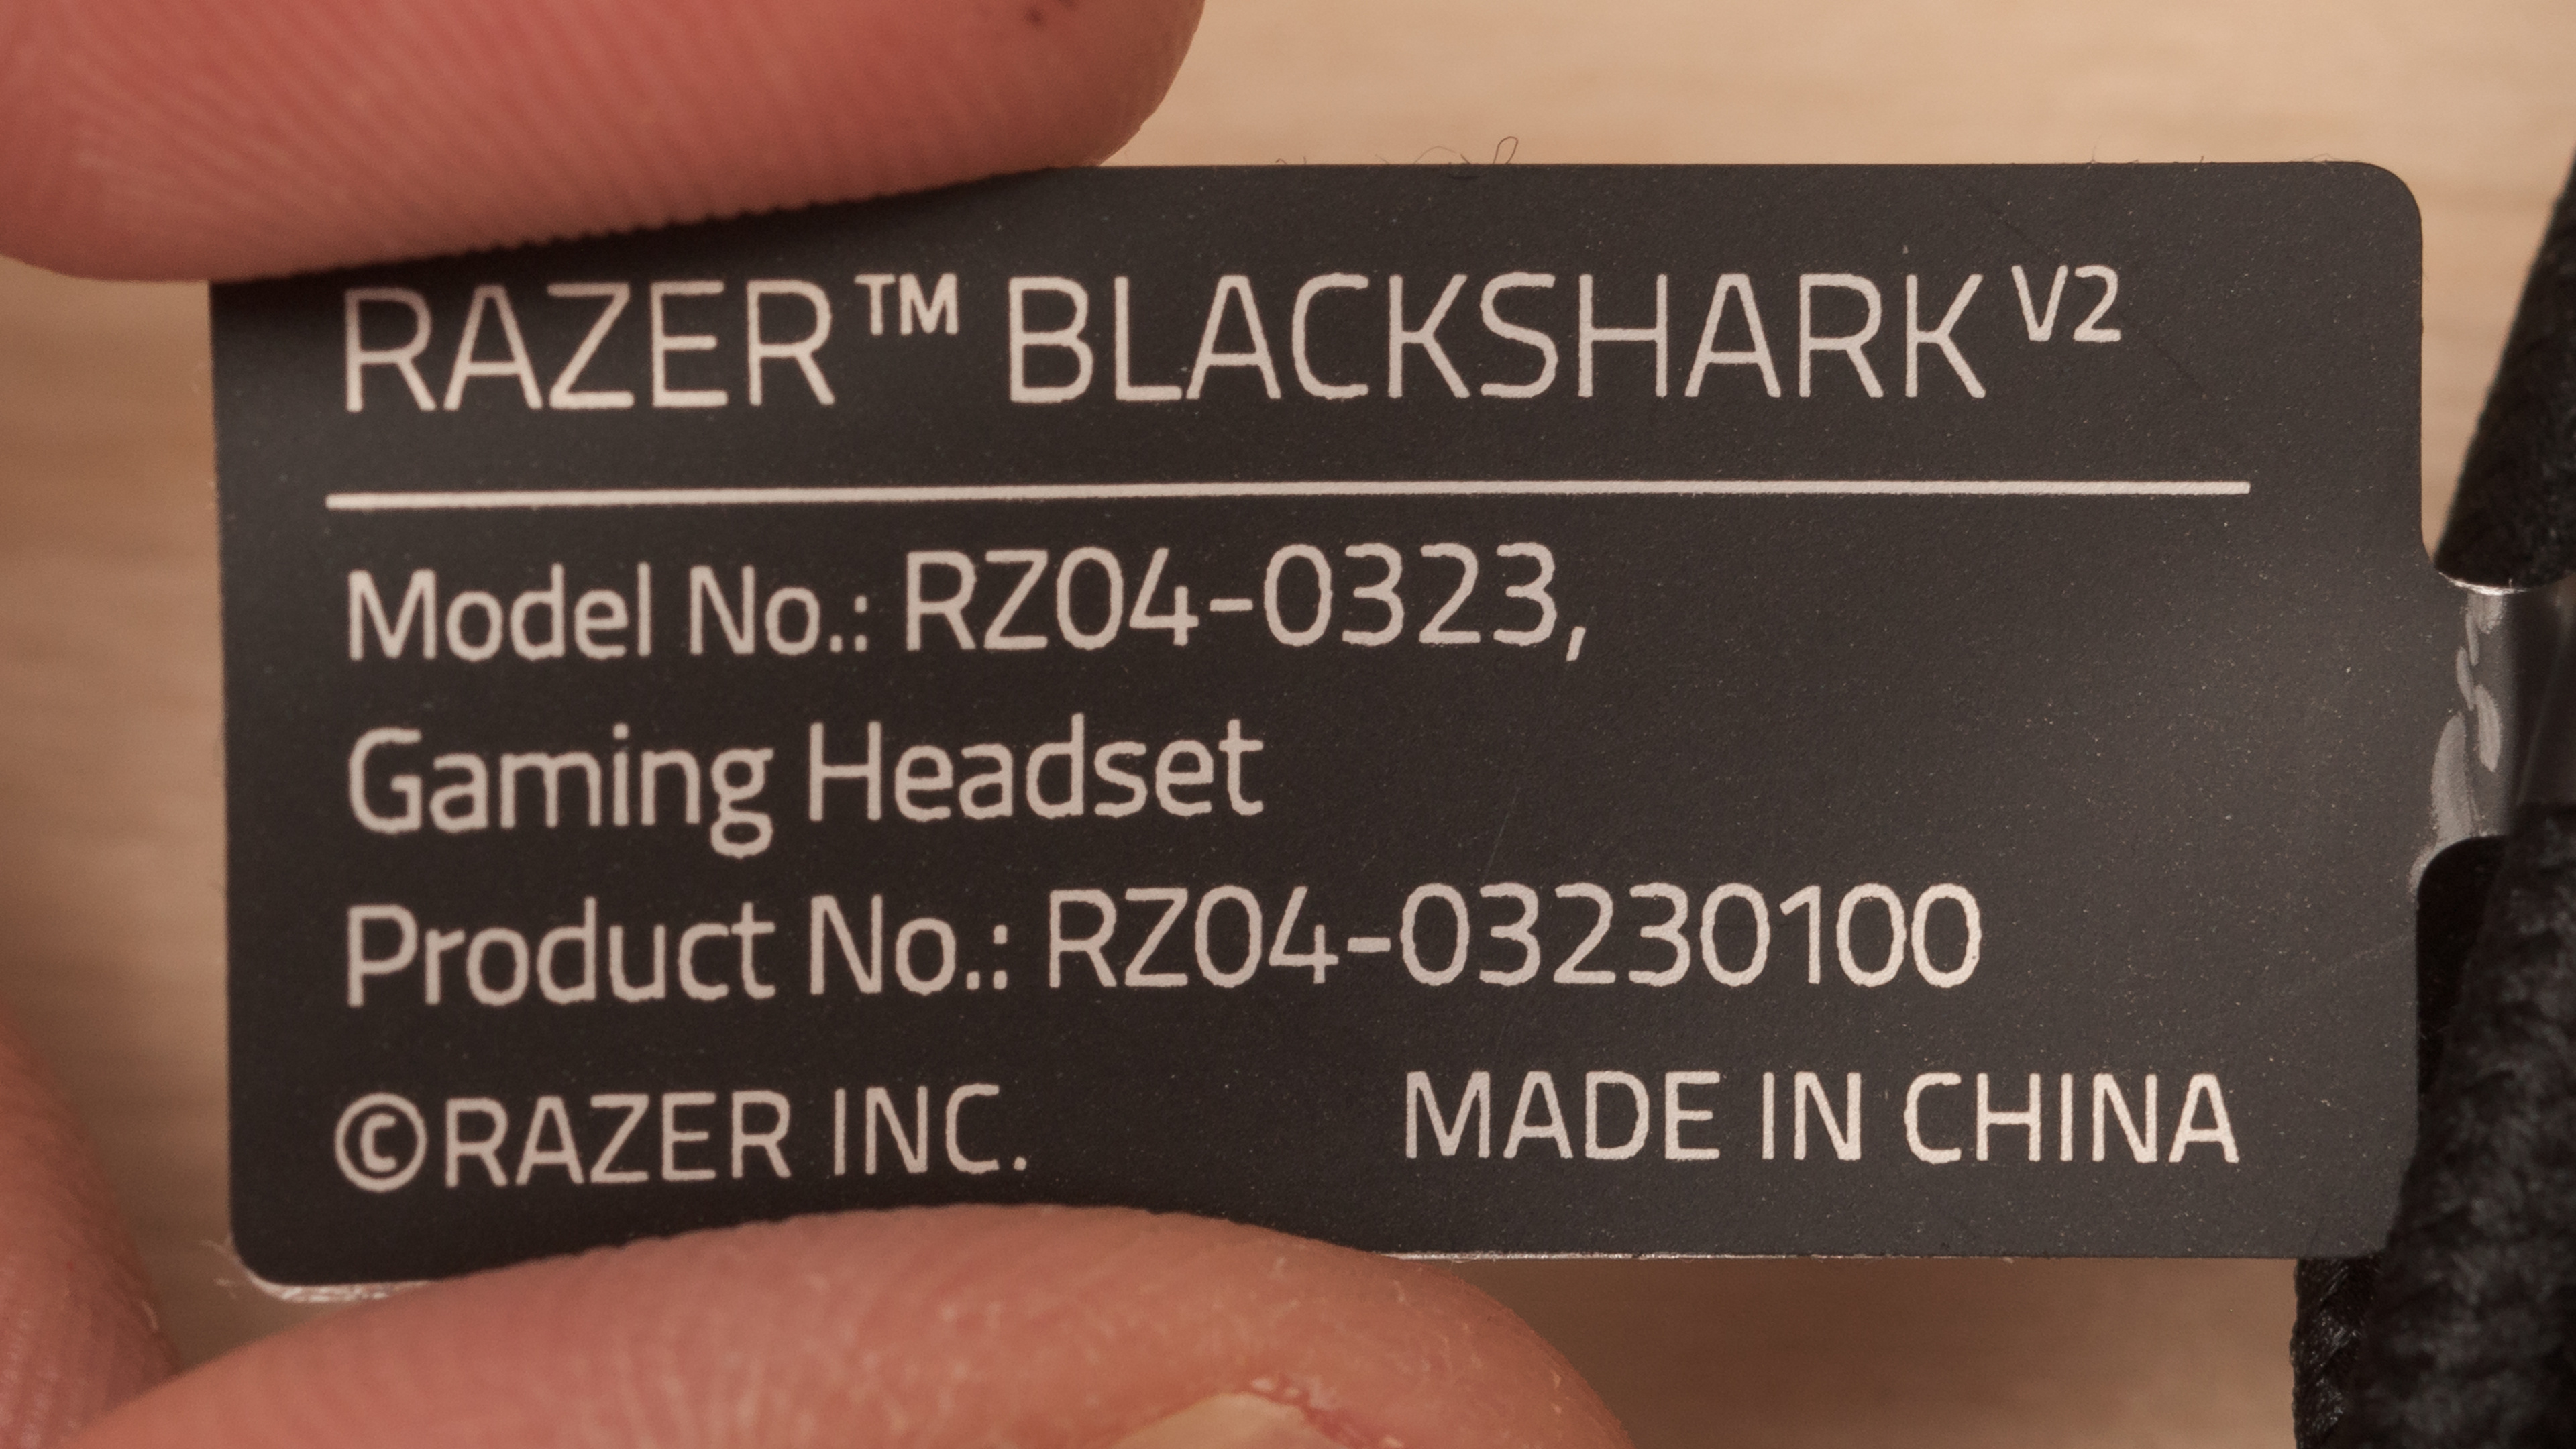 RAZER™ BLACKSHARK V2
Model No.: RZ04-0323,
Gaming Headset
Product No.: RZ04-03230100
©RAZER INC. MADE IN CHINA